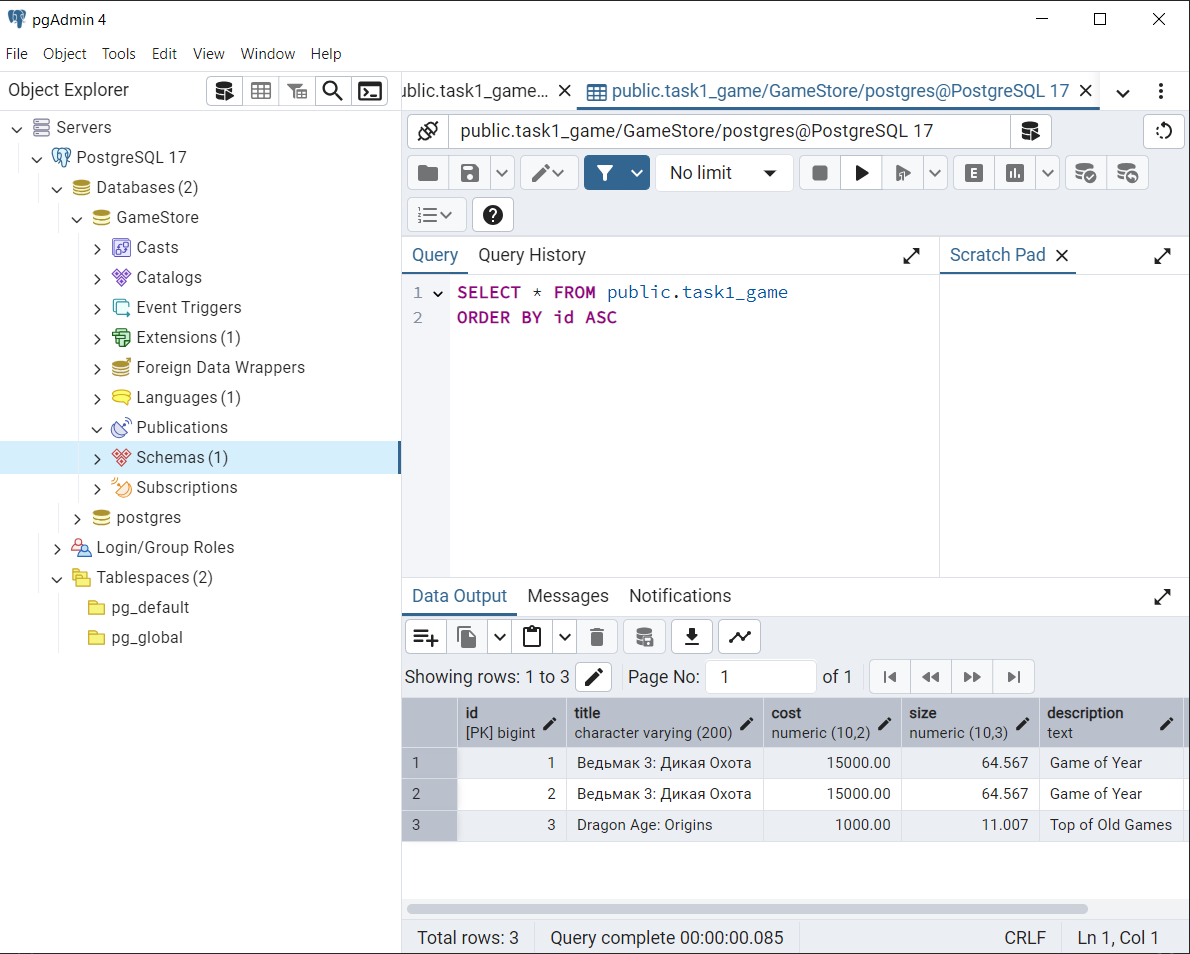 pgAdmin 4
File Object Tools Edit View Window Help
Object Explorer
Servers
PostgreSQL 17
Databases (2)
GameStore
Casts
Catalogs
Event Triggers
Extensions (1)
Foreign Data Wrappers
Languages (1)
Publications
Schemas (1)
Subscriptions
postgres
Login/Group Roles
Tablespaces (2)
pg_default
pg_global
ublic.task1_game... public.task1_game/GameStore/postgres@PostgreSQL 17
public.task1_game/GameStore/postgres@PostgreSQL 17
No limit
E
Query Query History
Scratch Pad
1 SELECT * FROM public.task1_game
2 ORDER BY id ASC
Data Output Messages Notifications
Showing rows: 1 to 3 Page No: 1 of 1
id title cost size description
[PK] bigint character varying (200) numeric (10,2) numeric (10,3) text
1 1 Ведьмак 3: Дикая Охота 15000.00 64.567 Game of Year
2 2 Ведьмак 3: Дикая Охота 15000.00 64.567 Game of Year
3 3 Dragon Age: Origins 1000.00 11.007 Top of Old Games
Total rows: 3 Query complete 00:00:00.085 CRLF Ln 1, Col 1